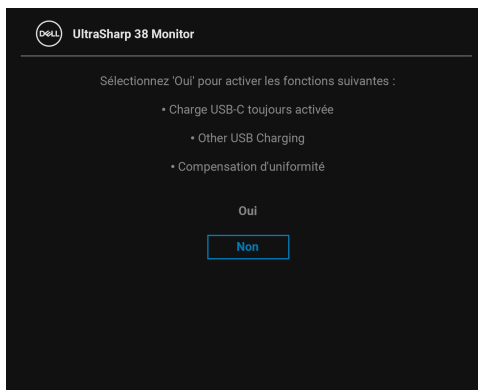 DELL UltraSharp 38 Monitor
Sélectionnez 'Oui' pour activer les fonctions suivantes :
• Charge USB-C toujours activée
• Other USB Charging
• Compensation d'uniformité
Oui
Non